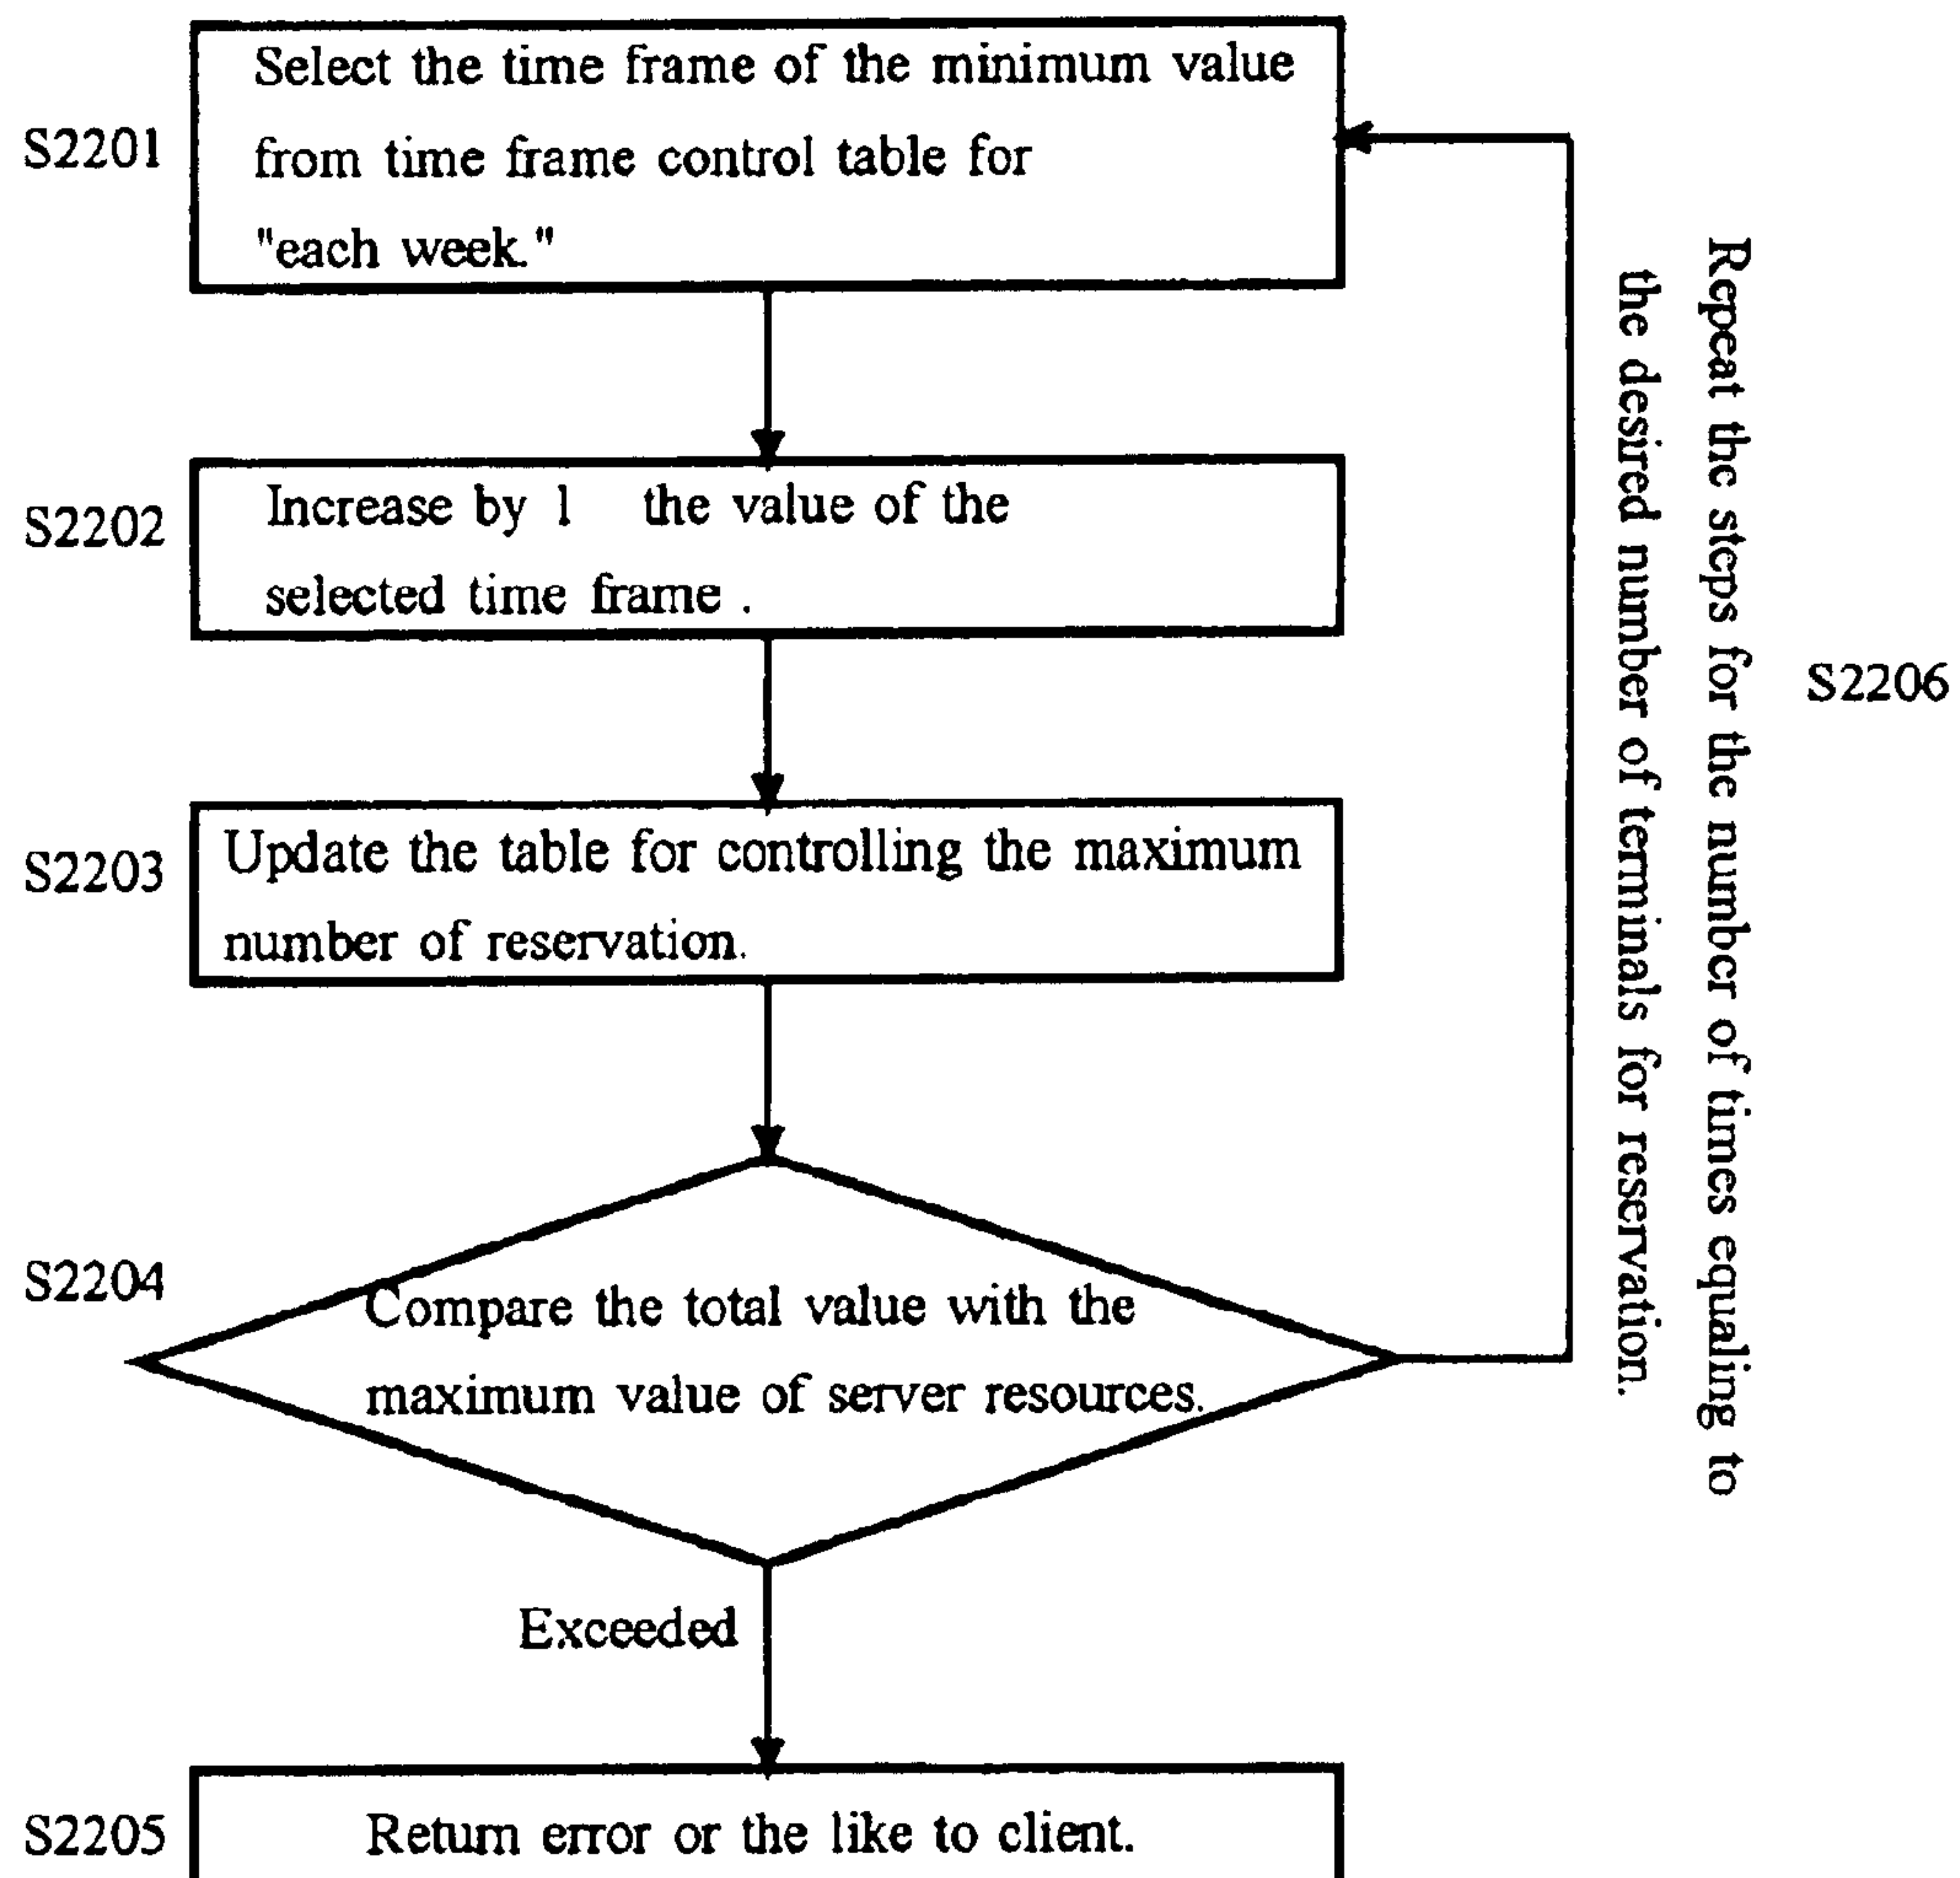 S2201
Select the time frame of the minimum value
from time frame control table for
"each week."
S2202
Increase by 1 the value of the
selected time frame .
S2203
Update the table for controlling the maximum
number of reservation.
S2204
Compare the total value with the
maximum value of server resources.
Exceeded
S2205
Return error or the like to client.
Repeat the steps for the number of times equaling to
the desired number of terminals for reservation.
S2206